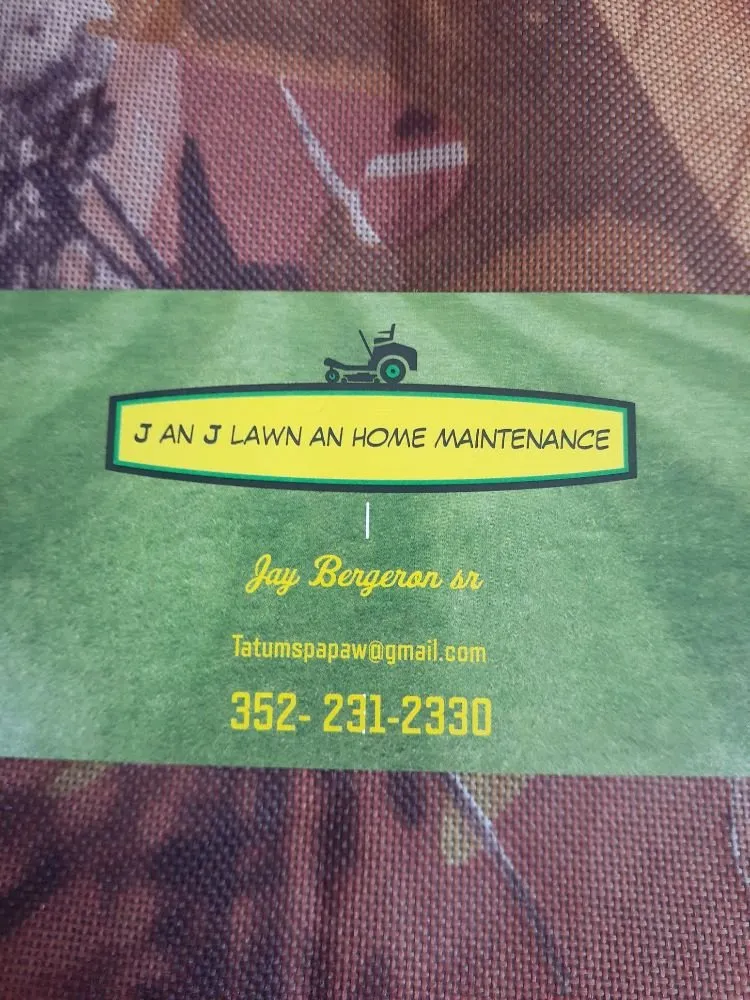 J AN J LAWN AN HOME MAINTENANCE
Jay Bergeron sr
Tatumspapaw@gmail.com
352- 231-2330